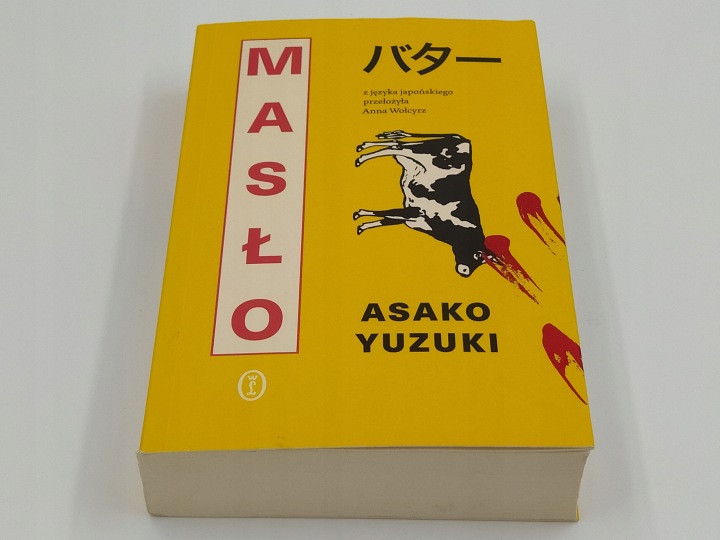 MASŁO
バター
z języka japońskiego
przełożyła
Anna Wołcyrz
ASAKO
YUZUKI